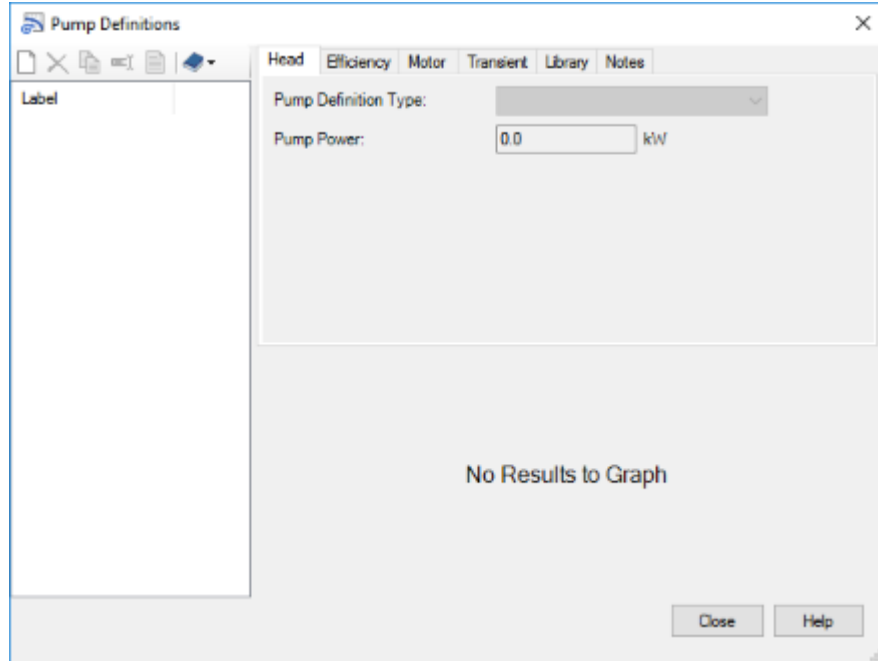 Pump Definitions
Head Efficiency Motor Transient Library Notes
Label
Pump Definition Type:
Pump Power: 0.0 kW
No Results to Graph
Close Help